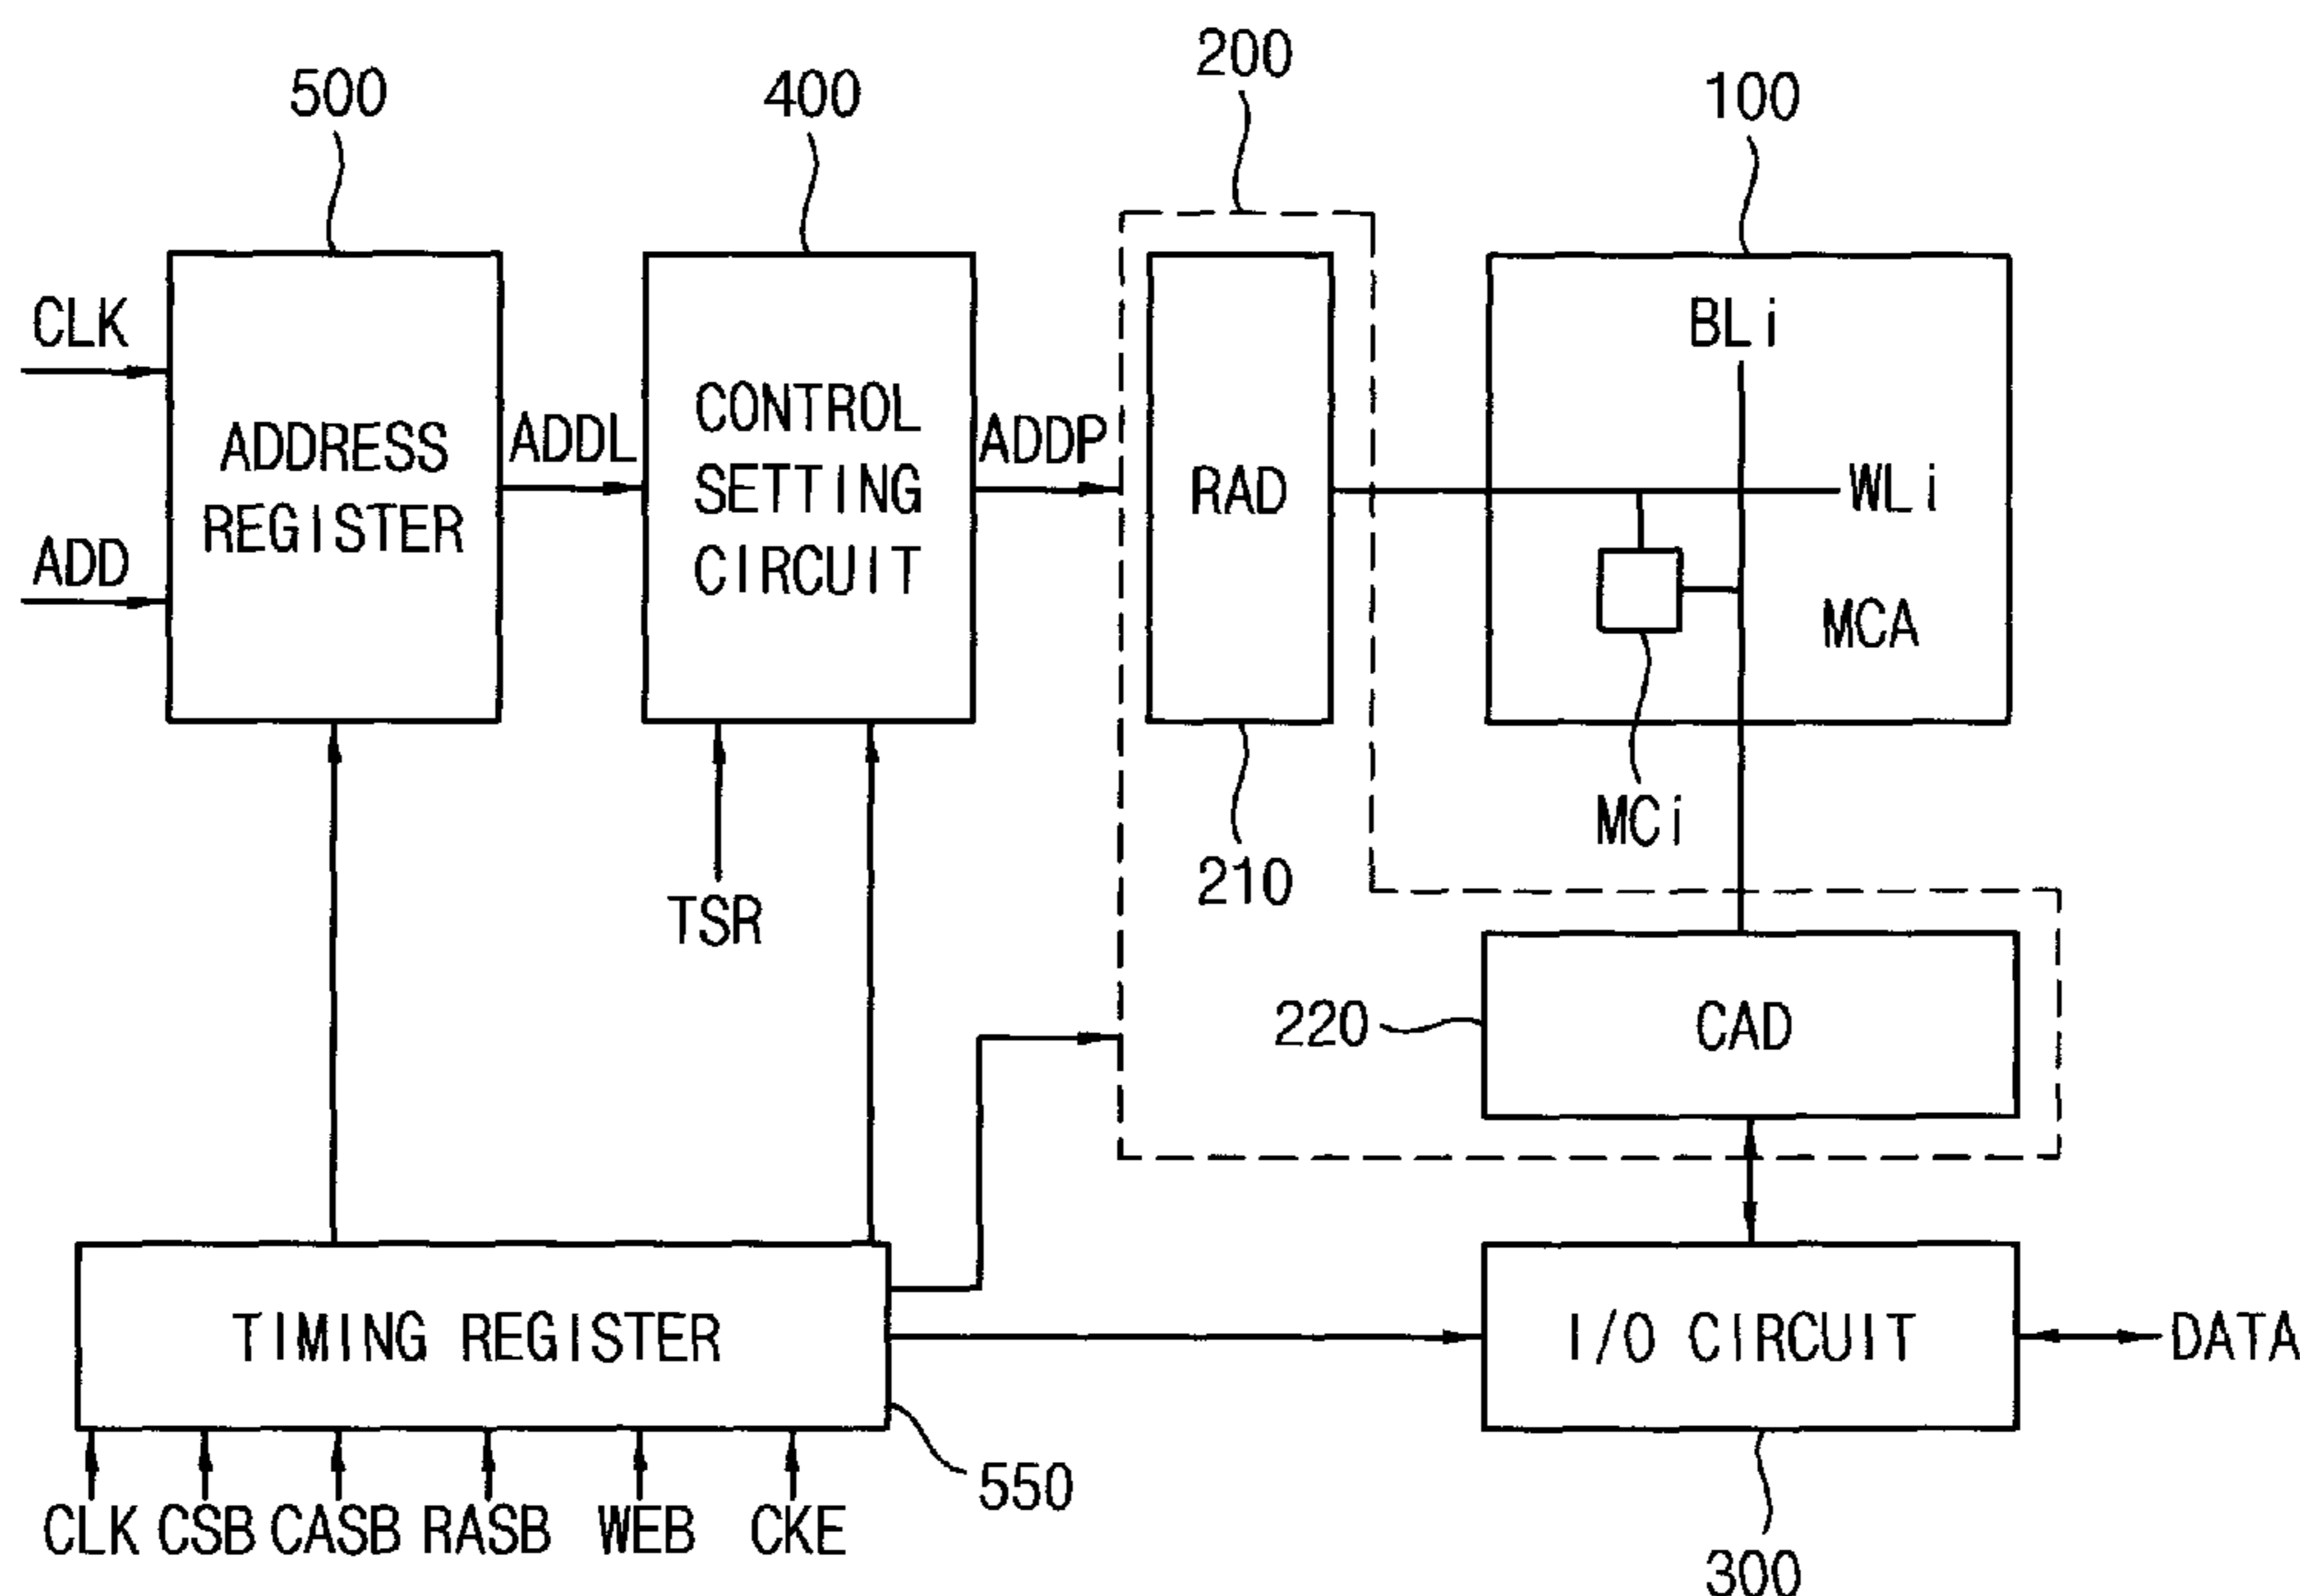 200
500
400
100
CLK
BLi
ADDRESS
REGISTER
ADDL
CONTROL
SETTING
CIRCUIT
ADDP
RAD
WLi
ADD
MCA
MCi
TSR
210
220
CAD
TIMING REGISTER
I/O CIRCUIT
DATA
550
CLK CSB CASB RASB WEB CKE
300